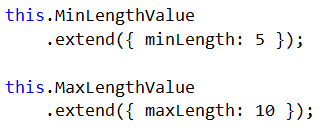 this.MinLengthValue
    .extend({ minLength: 5 });
this.MaxLengthValue
    .extend({ maxLength: 10 });